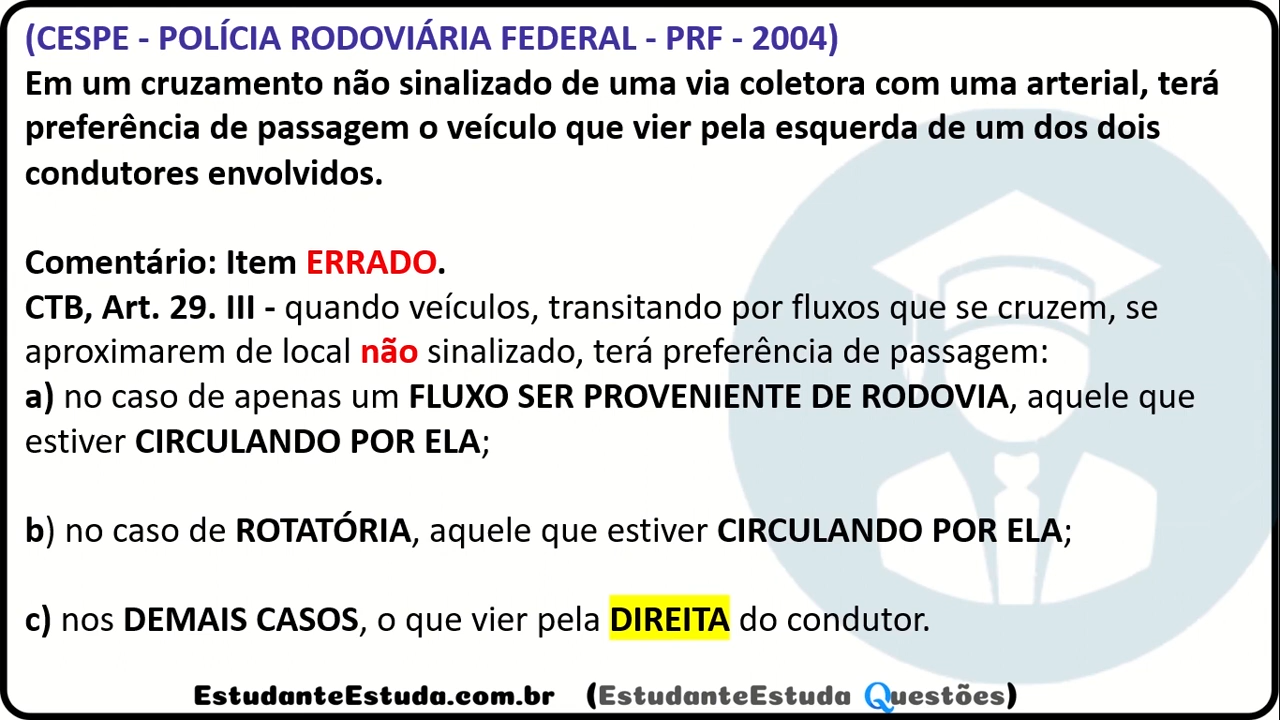 (CESPE - POLÍCIA RODOVIÁRIA FEDERAL - PRF - 2004)
Em um cruzamento não sinalizado de uma via coletora com uma arterial, terá
preferência de passagem o veículo que vier pela esquerda de um dos dois
condutores envolvidos.
Comentário: Item ERRADO.
CTB, Art. 29. III - quando veículos, transitando por fluxos que se cruzem, se
aproximarem de local não sinalizado, terá preferência de passagem:
a) no caso de apenas um FLUXO SER PROVENIENTE DE RODOVIA, aquele que
estiver CIRCULANDO POR ELA;
b) no caso de ROTATÓRIA, aquele que estiver CIRCULANDO POR ELA;
c) nos DEMAIS CASOS, o que vier pela DIREITA do condutor.
EstudanteEstuda.com.br (EstudanteEstuda Questões)